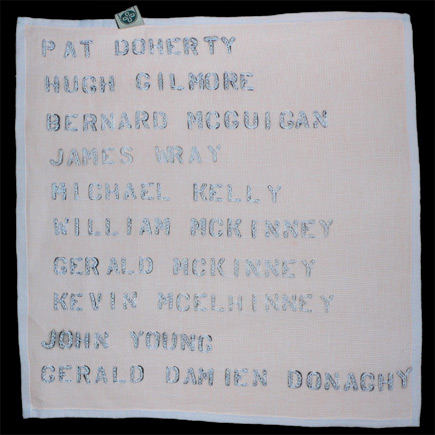 PAT DOHERTY
HUGH GILMORE
BERNARD MCGUIGAN
JAMES WRAY
MICHAEL KELLY
WILLIAM MCKINNEY
GERALD MCKINNEY
KEVIN MCELHINNEY
JOHN YOUNG
GERALD DAMIEN DONAGHY